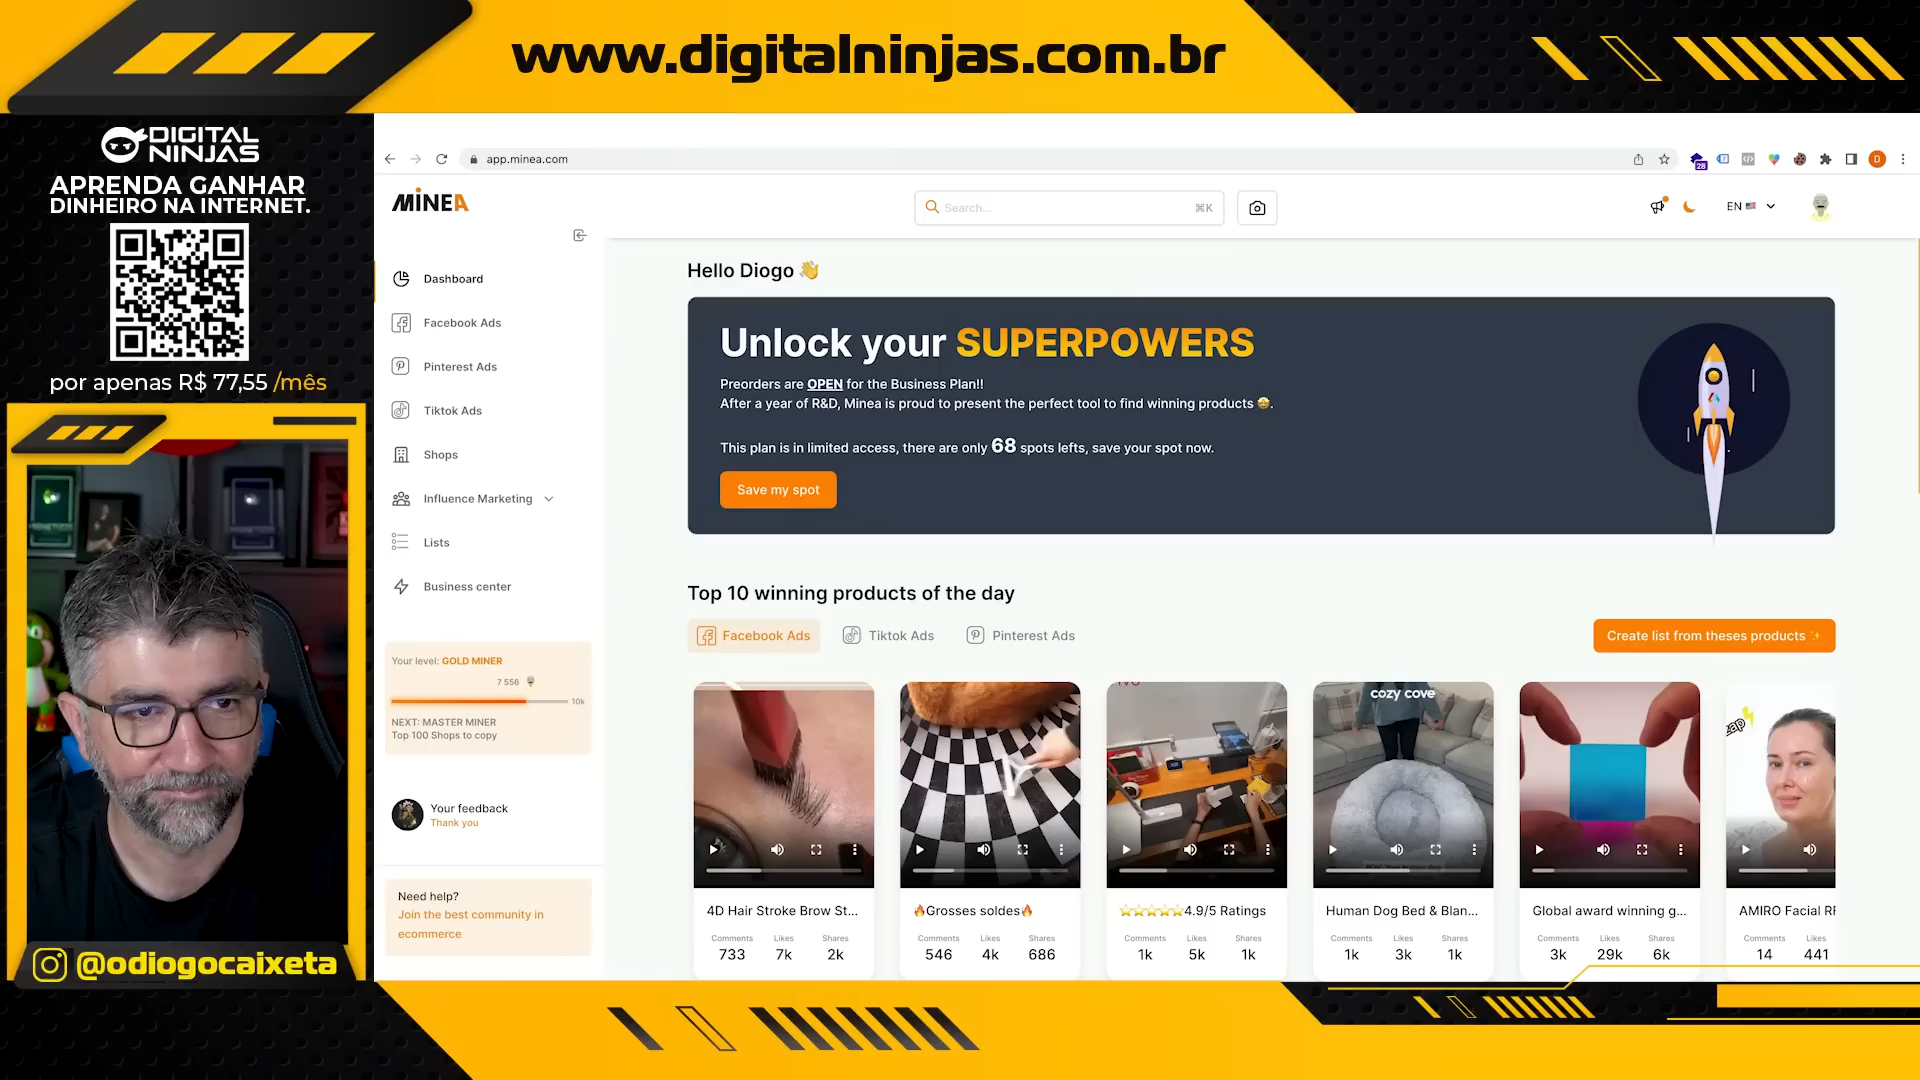 www.digitalninjas.com.br
DIGITAL
NINJAS
APRENDA GANHAR
DINHEIRO NA INTERNET.
por apenas R$ 77,55 /mês
@odiogocaixeta
app.minea.com
28
D
MINEA
Search...
⌘K
EN
Dashboard
Facebook Ads
Pinterest Ads
Tiktok Ads
Shops
Influence Marketing
Lists
Business center
Your level: GOLD MINER
7 556
10k
NEXT: MASTER MINER
Top 100 Shops to copy
Your feedback
Thank you
Need help?
Join the best community in
ecommerce
Hello Diogo 👋
Unlock your SUPERPOWERS
Preorders are OPEN for the Business Plan!!
After a year of R&D, Minea is proud to present the perfect tool to find winning products 🤩.
This plan is in limited access, there are only 68 spots lefts, save your spot now.
Save my spot
Top 10 winning products of the day
Facebook Ads
Tiktok Ads
Pinterest Ads
Create list from theses products ✨
cozy cove
4D Hair Stroke Brow St...
Comments Likes Shares
733 7k 2k
🔥Grosses soldes🔥
Comments Likes Shares
546 4k 686
⭐⭐⭐⭐⭐4.9/5 Ratings
Comments Likes Shares
1k 5k 1k
Human Dog Bed & Blan...
Comments Likes Shares
1k 3k 1k
Global award winning g...
Comments Likes Shares
3k 29k 6k
AMIRO Facial RF
Comments Likes
14 441